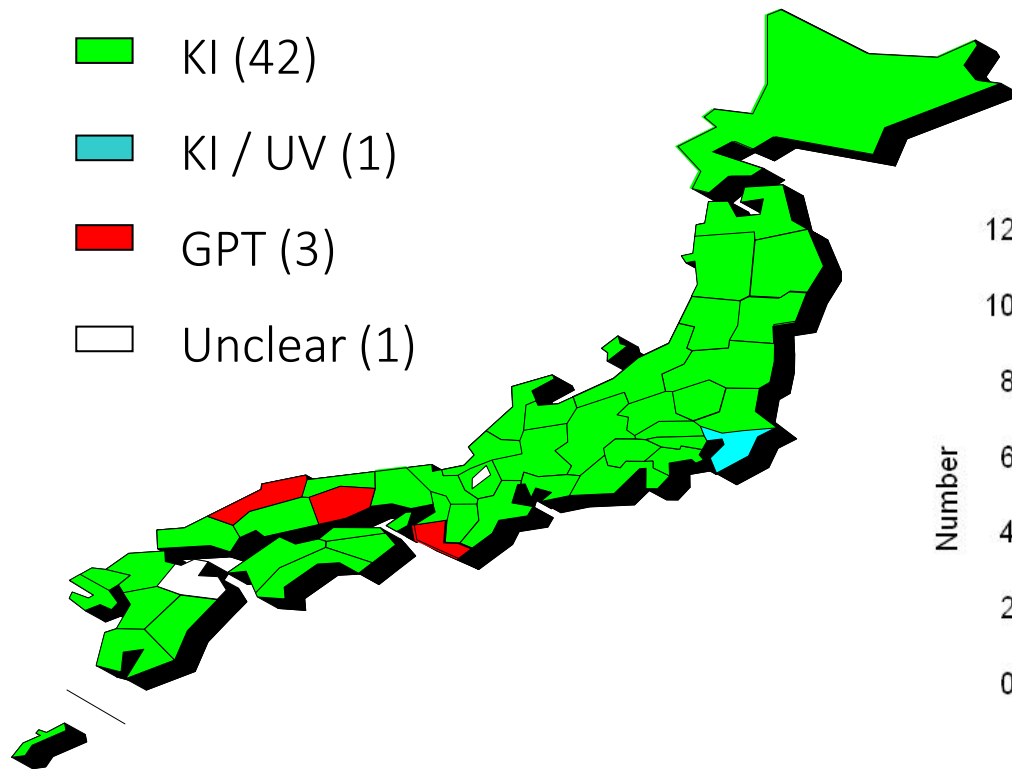 KI (42)
KI / UV (1)
GPT (3)
Unclear (1)
12
10
8
6
4
2
0
Number